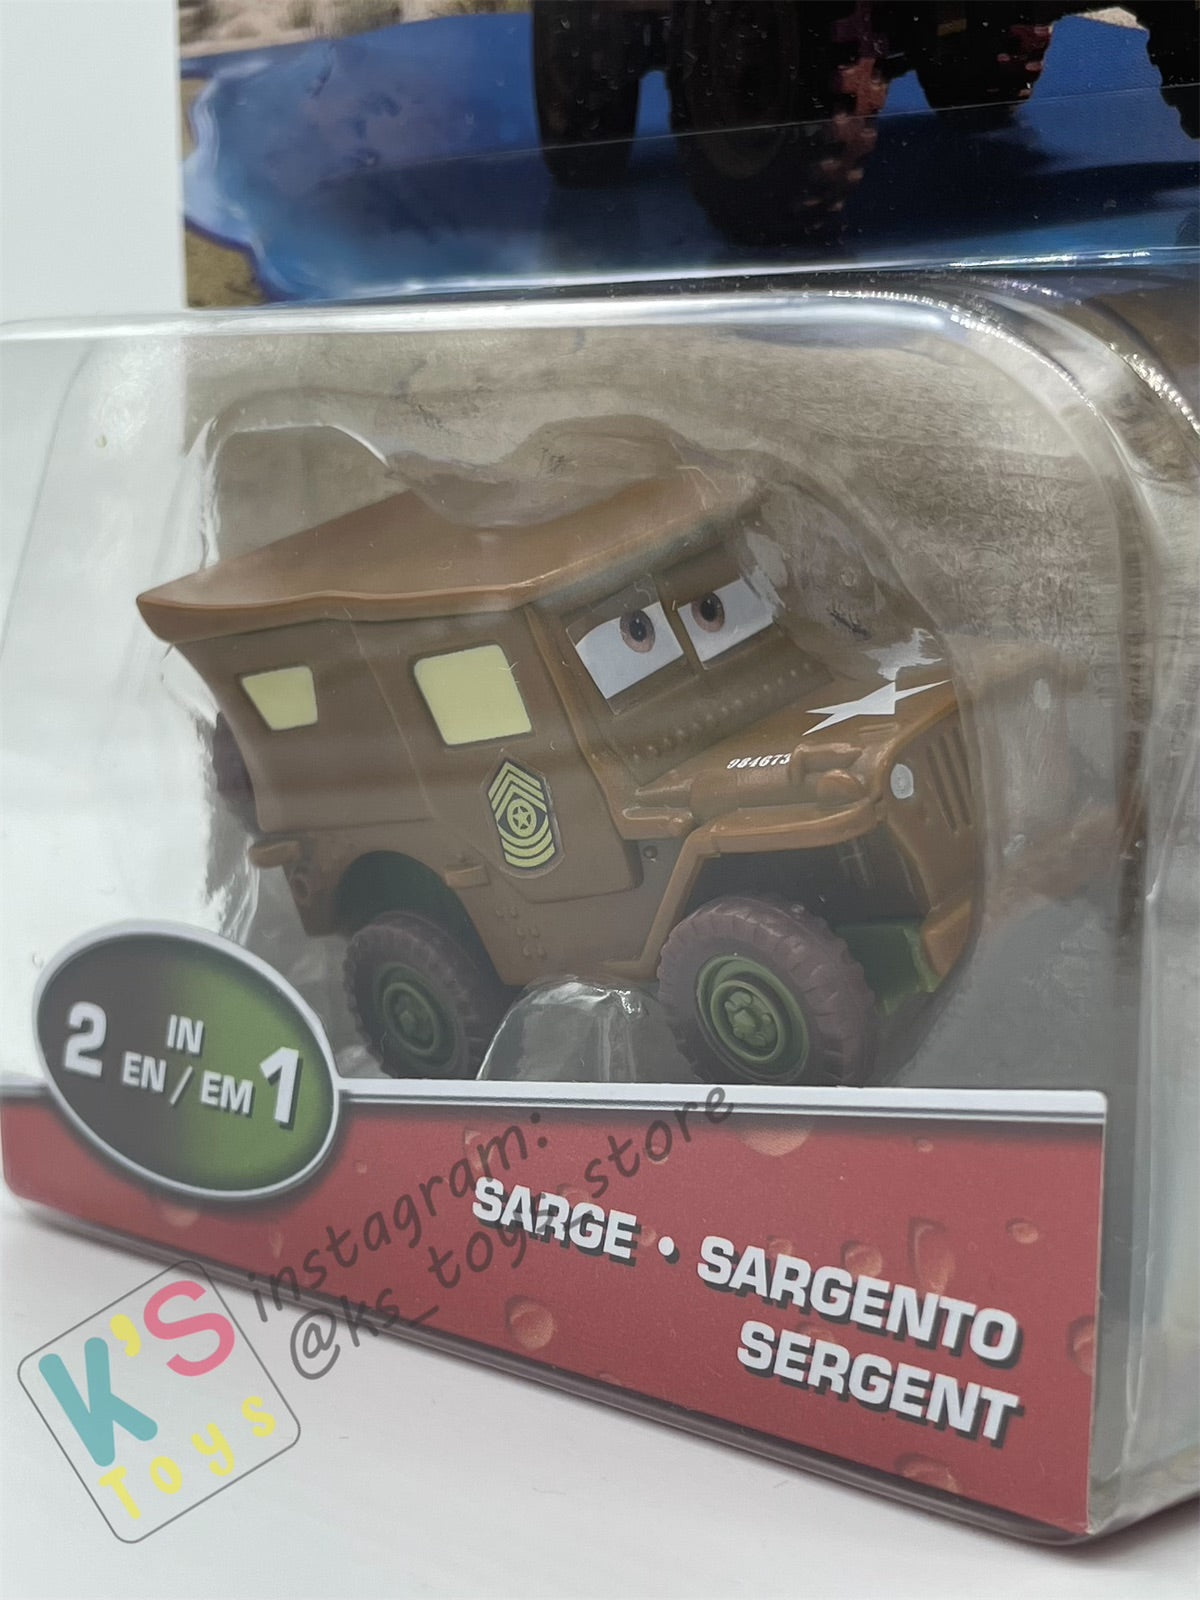 984673
2 IN 1
EN / EM
SARGE • SARGENTO
SERGENT
instagram:
@ks_toys_store
K'S
Toys